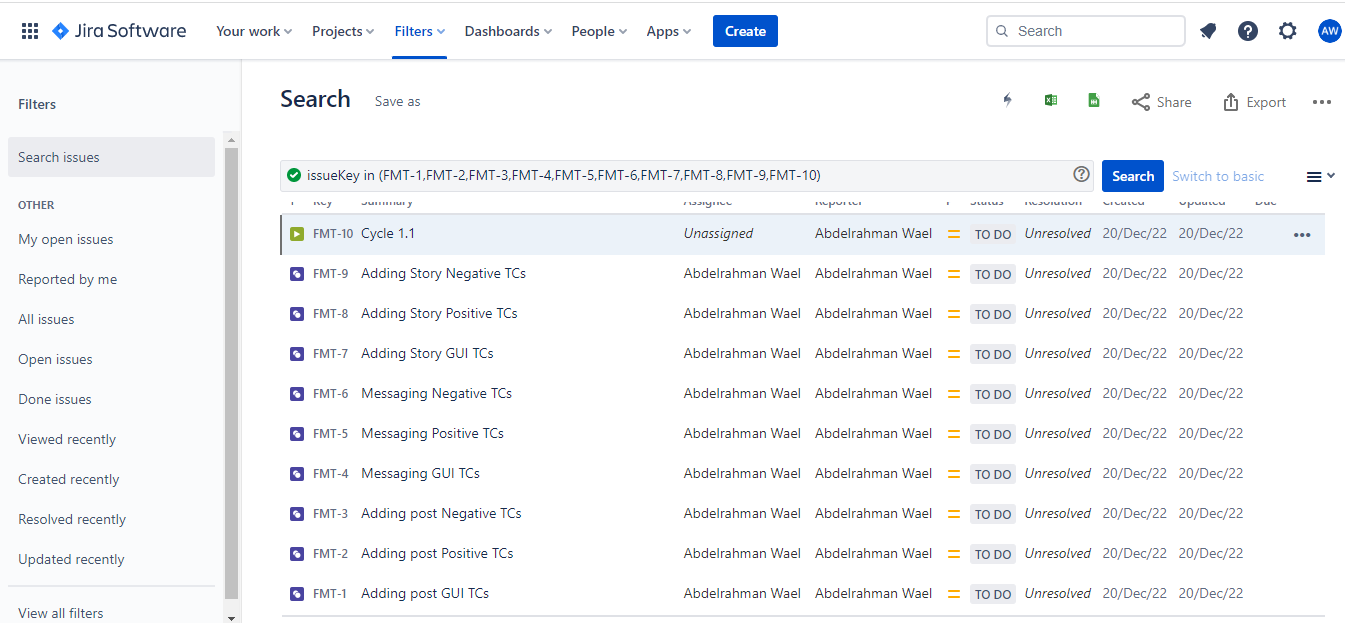 Jira Software Your work Projects Filters Dashboards People Apps Create Search AW
Filters
Search issues
OTHER
My open issues
Reported by me
All issues
Open issues
Done issues
Viewed recently
Created recently
Resolved recently
Updated recently
View all filters
Search Save as Share Export
issueKey in (FMT-1,FMT-2,FMT-3,FMT-4,FMT-5,FMT-6,FMT-7,FMT-8,FMT-9,FMT-10) Search Switch to basic
Key Summary Assignee Reporter Status Resolution Created Updated Due
FMT-10 Cycle 1.1 Unassigned Abdelrahman Wael TO DO Unresolved 20/Dec/22 20/Dec/22
FMT-9 Adding Story Negative TCs Abdelrahman Wael Abdelrahman Wael TO DO Unresolved 20/Dec/22 20/Dec/22
FMT-8 Adding Story Positive TCs Abdelrahman Wael Abdelrahman Wael TO DO Unresolved 20/Dec/22 20/Dec/22
FMT-7 Adding Story GUI TCs Abdelrahman Wael Abdelrahman Wael TO DO Unresolved 20/Dec/22 20/Dec/22
FMT-6 Messaging Negative TCs Abdelrahman Wael Abdelrahman Wael TO DO Unresolved 20/Dec/22 20/Dec/22
FMT-5 Messaging Positive TCs Abdelrahman Wael Abdelrahman Wael TO DO Unresolved 20/Dec/22 20/Dec/22
FMT-4 Messaging GUI TCs Abdelrahman Wael Abdelrahman Wael TO DO Unresolved 20/Dec/22 20/Dec/22
FMT-3 Adding post Negative TCs Abdelrahman Wael Abdelrahman Wael TO DO Unresolved 20/Dec/22 20/Dec/22
FMT-2 Adding post Positive TCs Abdelrahman Wael Abdelrahman Wael TO DO Unresolved 20/Dec/22 20/Dec/22
FMT-1 Adding post GUI TCs Abdelrahman Wael Abdelrahman Wael TO DO Unresolved 20/Dec/22 20/Dec/22